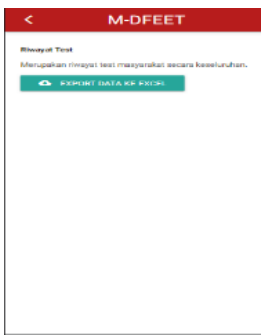 M-DFEET
Riwayat Test
Merupakan riwayat test masyarakat secara keseluruhan.
EXPORT DATA KE EXCEL